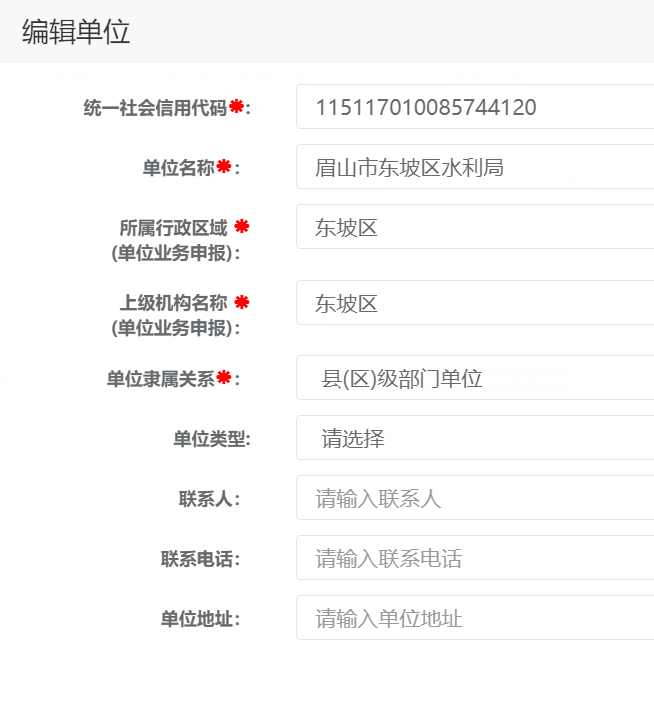 编辑单位
统一社会信用代码*: 115117010085744120
单位名称*: 眉山市东坡区水利局
所属行政区域 * 东坡区
(单位业务申报):
上级机构名称 * 东坡区
(单位业务申报):
单位隶属关系*: 县(区)级部门单位
单位类型: 请选择
联系人: 请输入联系人
联系电话: 请输入联系电话
单位地址: 请输入单位地址